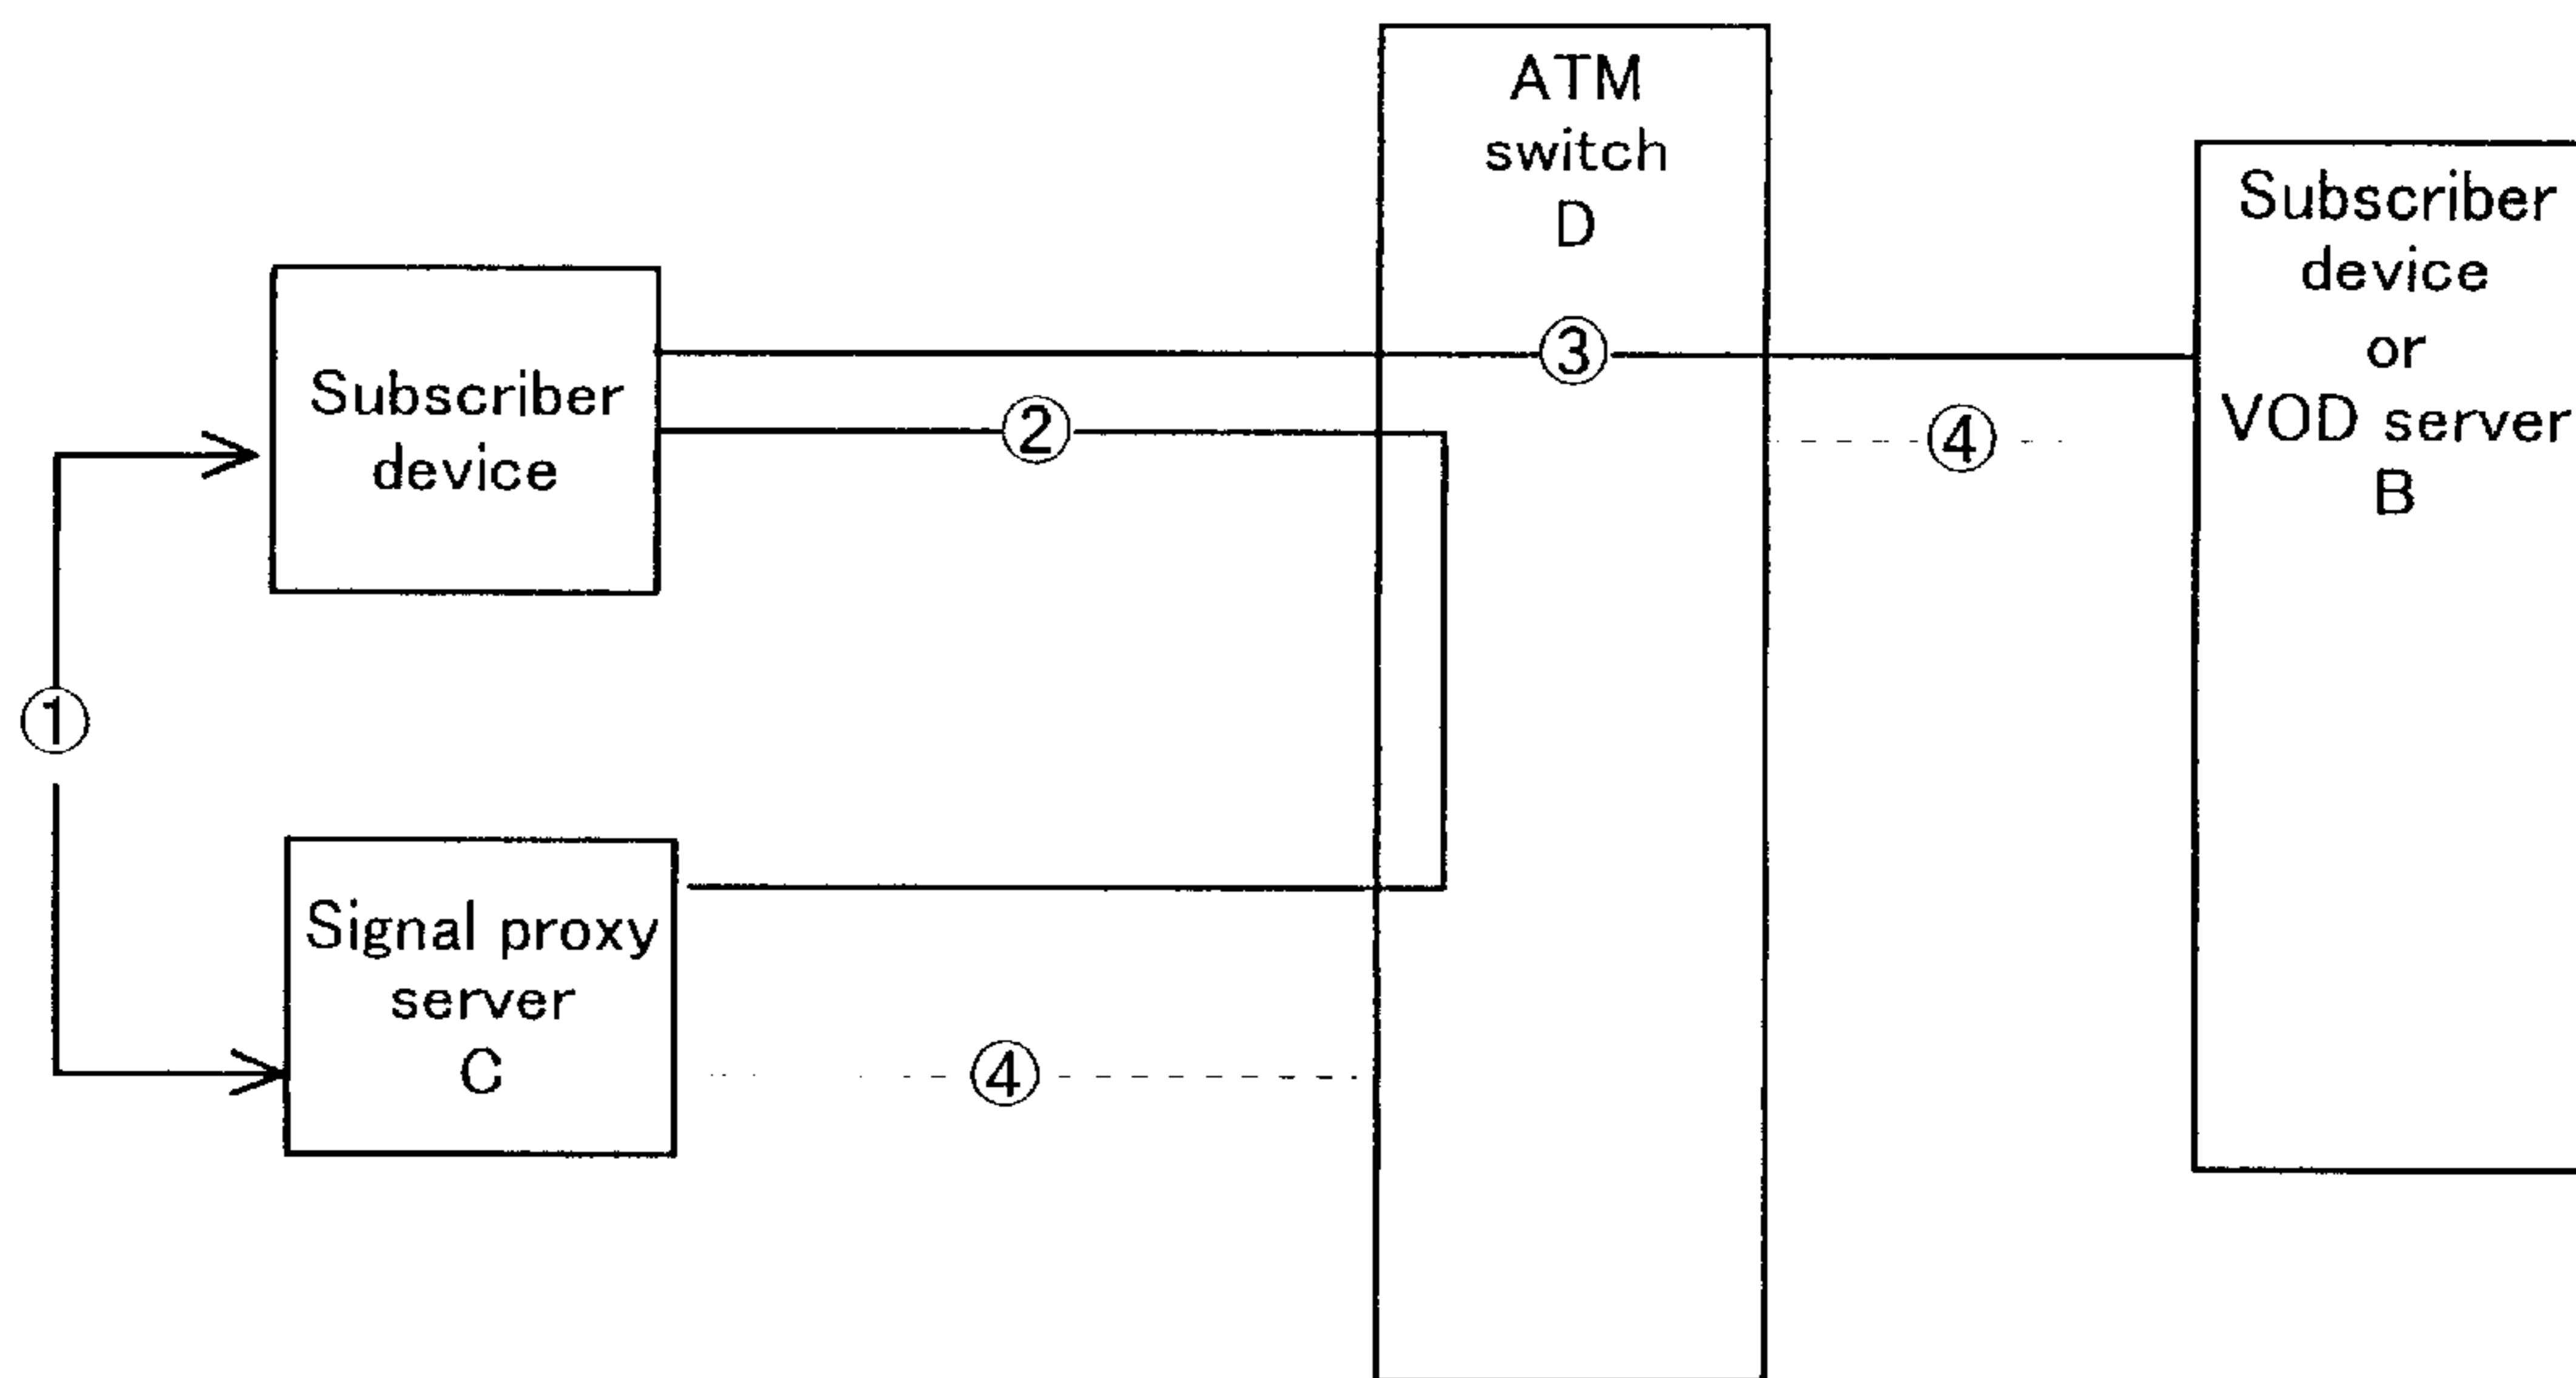 ATM
switch
D
Subscriber
device
or
VOD server
B
③
Subscriber
device
②
④
①
Signal proxy
server
C
④